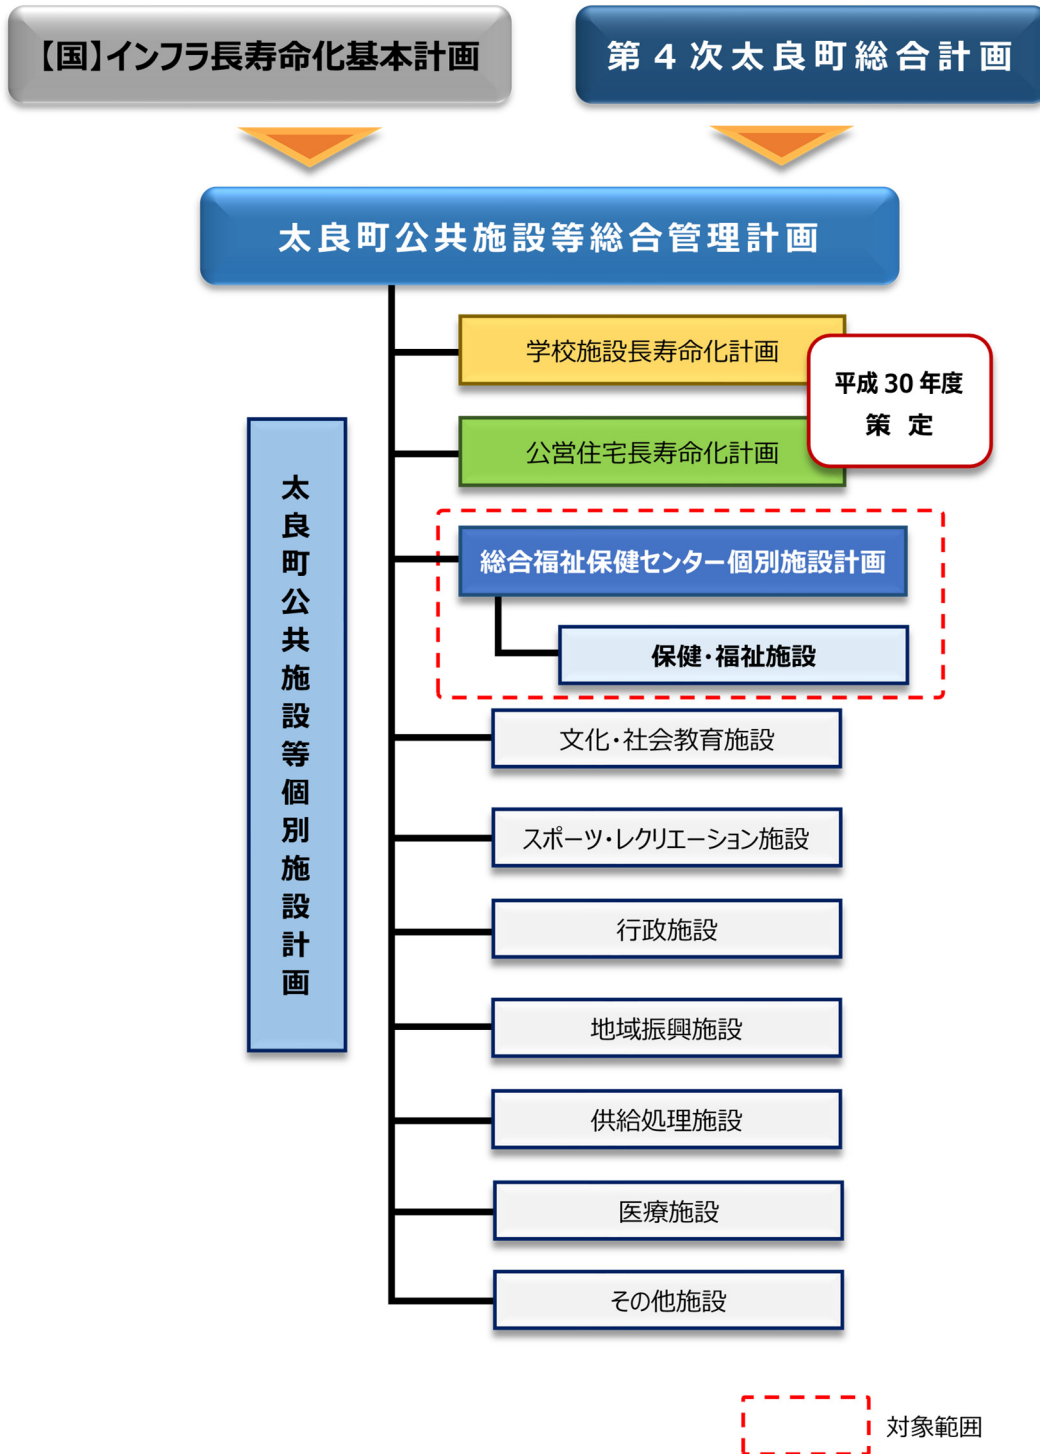 【国】インフラ長寿命化基本計画
第4次太良町総合計画
太良町公共施設等総合管理計画
学校施設長寿命化計画
平成30年度
策 定
公営住宅長寿命化計画
太良町公共施設等個別施設計画
総合福祉保健センター個別施設計画
保健・福祉施設
文化・社会教育施設
スポーツ・レクリエーション施設
行政施設
地域振興施設
供給処理施設
医療施設
その他施設
対象範囲